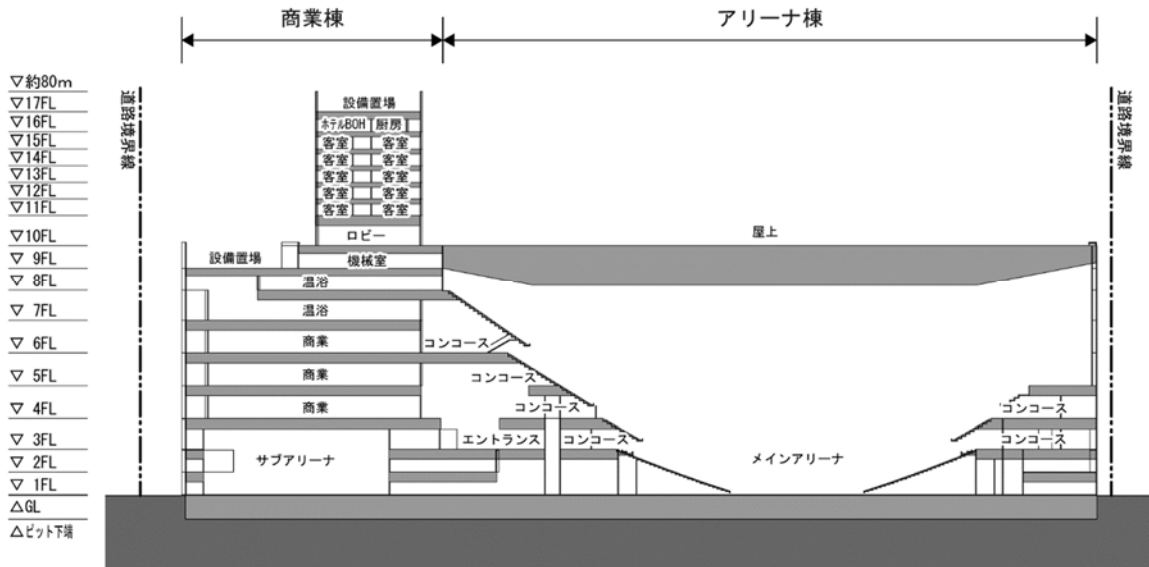 商業棟
アリーナ棟
▽約80m
▽17FL
▽16FL
▽15FL
▽14FL
▽13FL
▽12FL
▽11FL
▽10FL
▽ 9FL
▽ 8FL
▽ 7FL
▽ 6FL
▽ 5FL
▽ 4FL
▽ 3FL
▽ 2FL
▽ 1FL
△GL
△ピット下端
道路境界線
設備置場
ホテルBOH 厨房
客室 客室
客室 客室
客室 客室
客室 客室
客室 客室
ロビー
設備置場
機械室
温浴
温浴
商業
商業
商業
サブアリーナ
屋上
コンコース
コンコース
コンコース
エントランス
コンコース
メインアリーナ
コンコース
コンコース
道路境界線